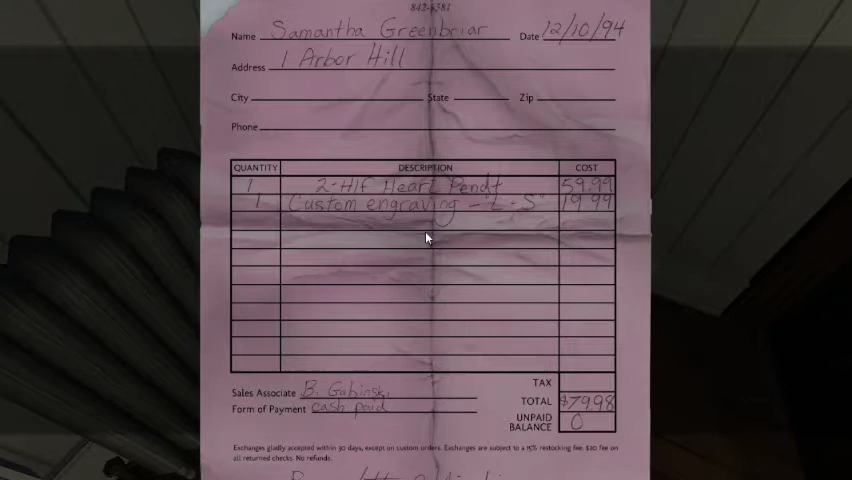 842-8581
Name Samantha Greenbriar Date 12/10/94
Address 1 Arbor Hill
City State Zip
Phone
QUANTITY DESCRIPTION COST
1 2-Hlf Heart Pendt 59.99
1 Custom engraving - "L-S" 19.99
TAX
Sales Associate B. Gabinski
Form of Payment cash paid
TOTAL $79.98
UNPAID
BALANCE 0
Exchanges gladly accepted within 30 days, except on custom orders. Exchanges are subject to a 15% restocking fee, $20 fee on
all returned checks. No refunds.